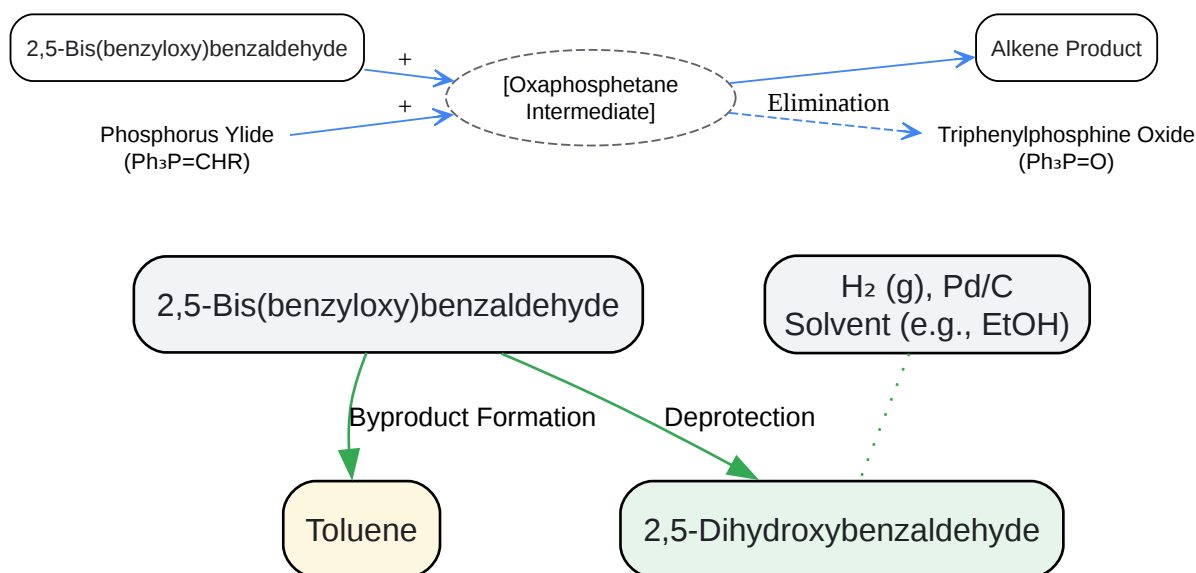 2,5-Bis(benzyloxy)benzaldehyde
+
[Oxaphosphetane
Intermediate]
Alkene Product
+
Phosphorus Ylide
(Ph₃P=CHR)
Elimination
Triphenylphosphine Oxide
(Ph₃P=O)
2,5-Bis(benzyloxy)benzaldehyde
H₂ (g), Pd/C
Solvent (e.g., EtOH)
Byproduct Formation
Deprotection
Toluene
2,5-Dihydroxybenzaldehyde